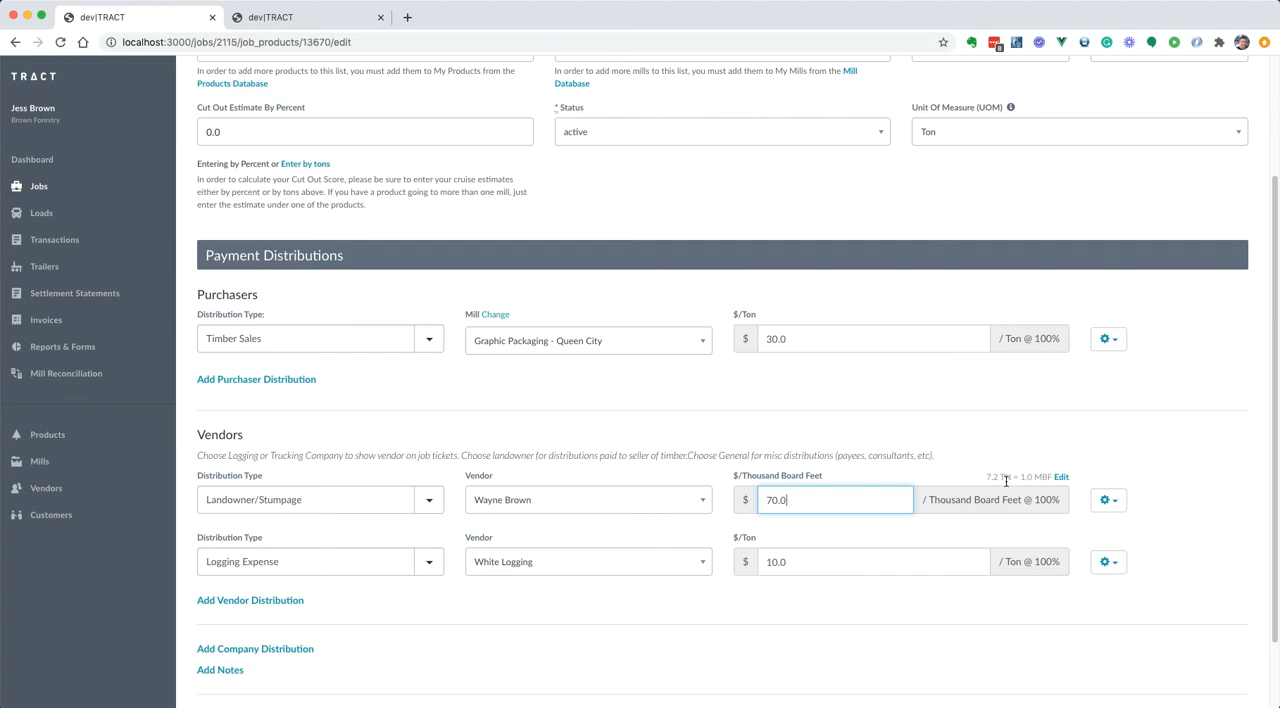 dev|TRACT
dev|TRACT
localhost:3000/jobs/2115/job_products/13670/edit
8
TRACT
Jess Brown
Brown Forestry
Dashboard
Jobs
Loads
Transactions
Trailers
Settlement Statements
Invoices
Reports & Forms
Mill Reconciliation
Products
Mills
Vendors
Customers
In order to add more products to this list, you must add them to My Products from the
Products Database
In order to add more mills to this list, you must add them to My Mills from the Mill
Database
Cut Out Estimate By Percent
* Status
Unit Of Measure (UOM)
0.0
active
Ton
Entering by Percent or Enter by tons
In order to calculate your Cut Out Score, please be sure to enter your cruise estimates
either by percent or by tons above. If you have a product going to more than one mill, just
enter the estimate under one of the products.
Payment Distributions
Purchasers
Distribution Type:
Mill Change
$/Ton
Timber Sales
Graphic Packaging - Queen City
$ 30.0 / Ton @ 100%
Add Purchaser Distribution
Vendors
Choose Logging or Trucking Company to show vendor on job tickets. Choose landowner for distributions paid to seller of timber.Choose General for misc distributions (payees, consultants, etc).
Distribution Type
Vendor
$/Thousand Board Feet
7.2 TN = 1.0 MBF Edit
Landowner/Stumpage
Wayne Brown
$ 70.0 / Thousand Board Feet @ 100%
Distribution Type
Vendor
$/Ton
Logging Expense
White Logging
$ 10.0 / Ton @ 100%
Add Vendor Distribution
Add Company Distribution
Add Notes